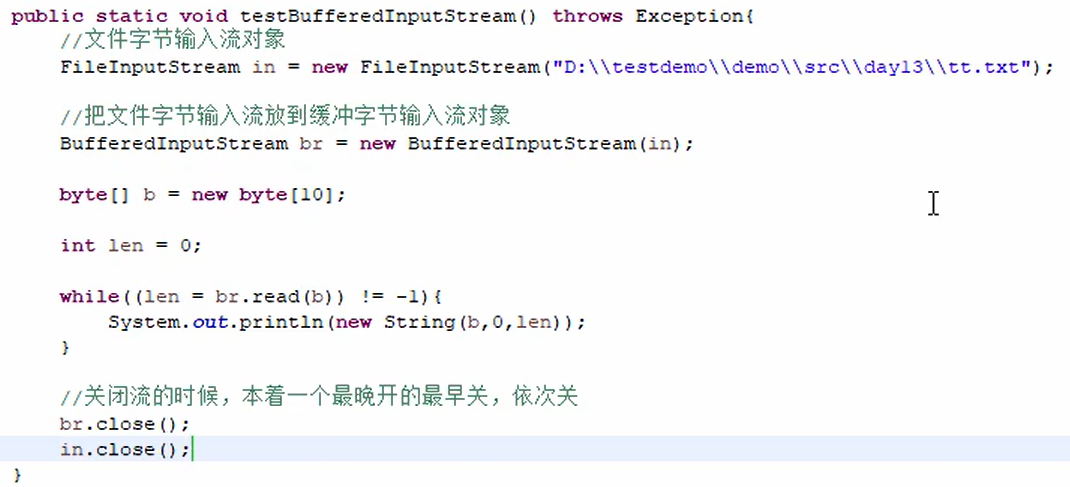 public static void testBufferedInputStream() throws Exception{
//文件字节输入流对象
FileInputStream in = new FileInputStream("D:\\testdemo\\demo\\src\\day13\\tt.txt");
//把文件字节输入流放到缓冲字节输入流对象
BufferedInputStream br = new BufferedInputStream(in);
byte[] b = new byte[10];
int len = 0;
while((len = br.read(b)) != -1){
System.out.println(new String(b,0,len));
}
//关闭流的时候，本着一个最晚开的最早关，依次关
br.close();
in.close();
}